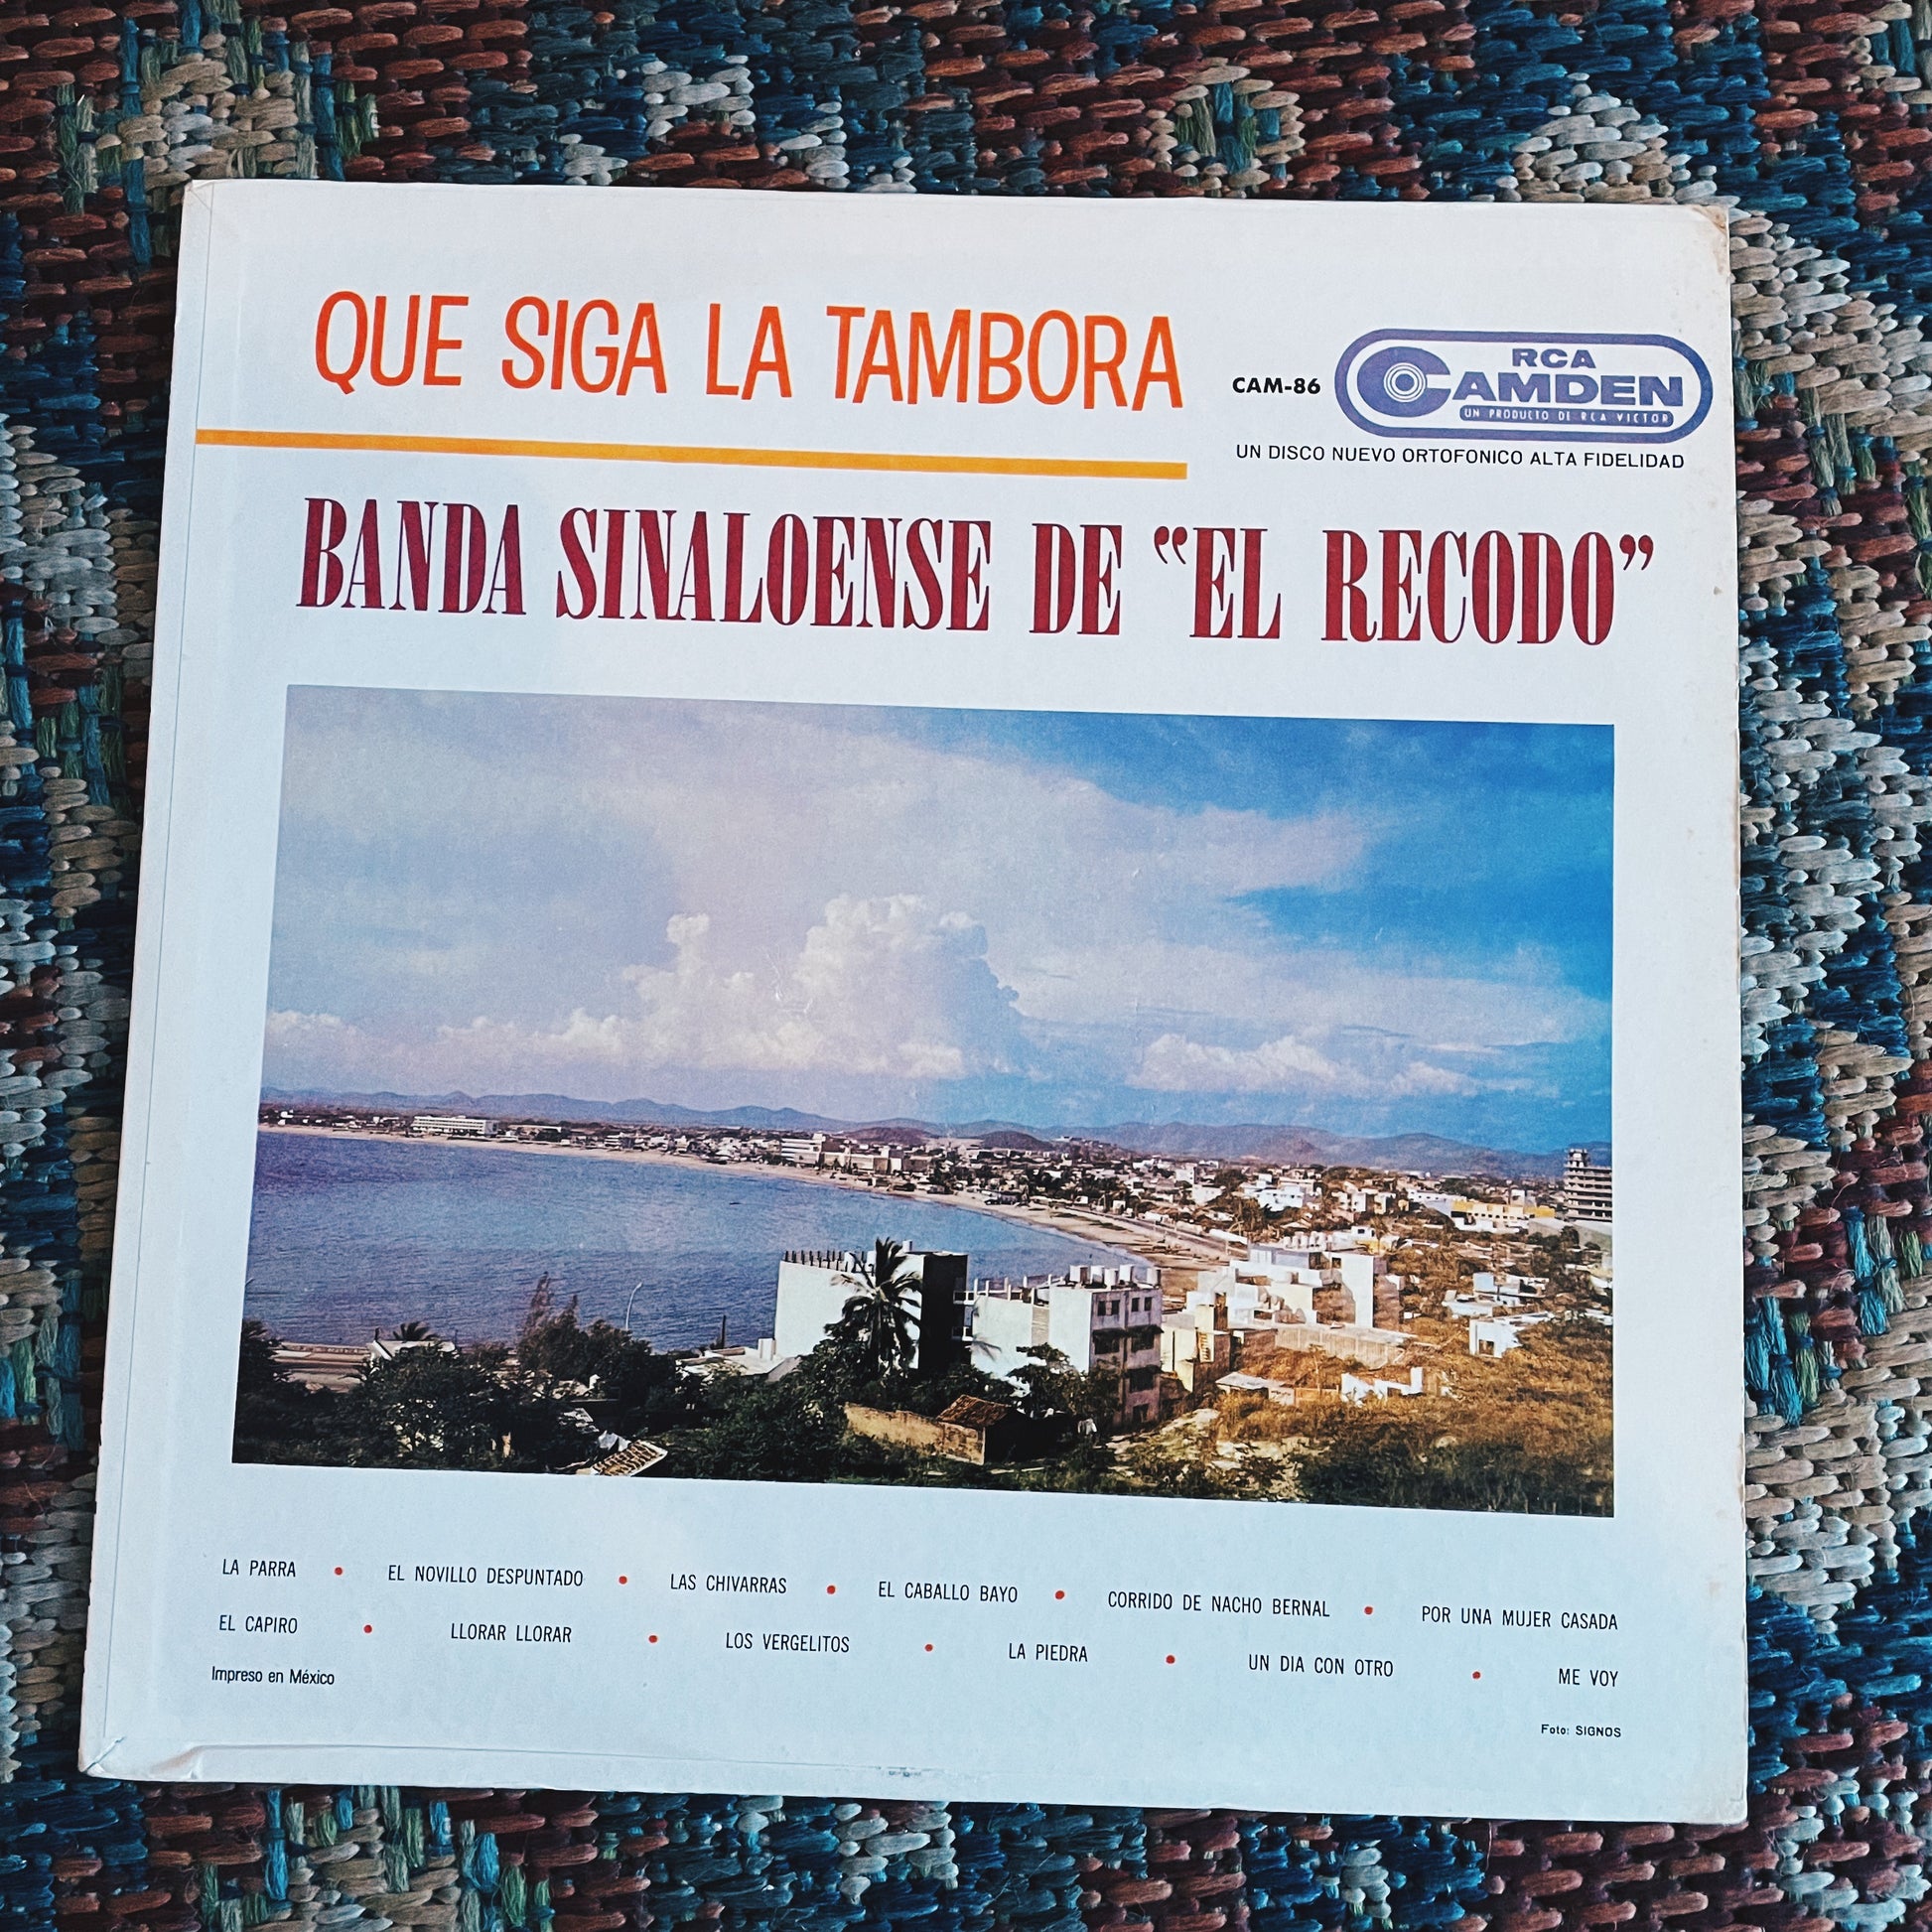 QUE SIGA LA TAMBORA
CAM-86
RCA
CAMDEN
UN PRODUCTO DE RCA VICTOR
UN DISCO NUEVO ORTOFONICO ALTA FIDELIDAD
BANDA SINALOENSE DE “EL RECODO”
LA PARRA • EL NOVILLO DESPUNTADO • LAS CHIVARRAS • EL CABALLO BAYO • CORRIDO DE NACHO BERNAL • POR UNA MUJER CASADA
EL CAPIRO • LLORAR LLORAR • LOS VERGELITOS • LA PIEDRA • UN DIA CON OTRO • ME VOY
Impreso en México
Foto: SIGNOS